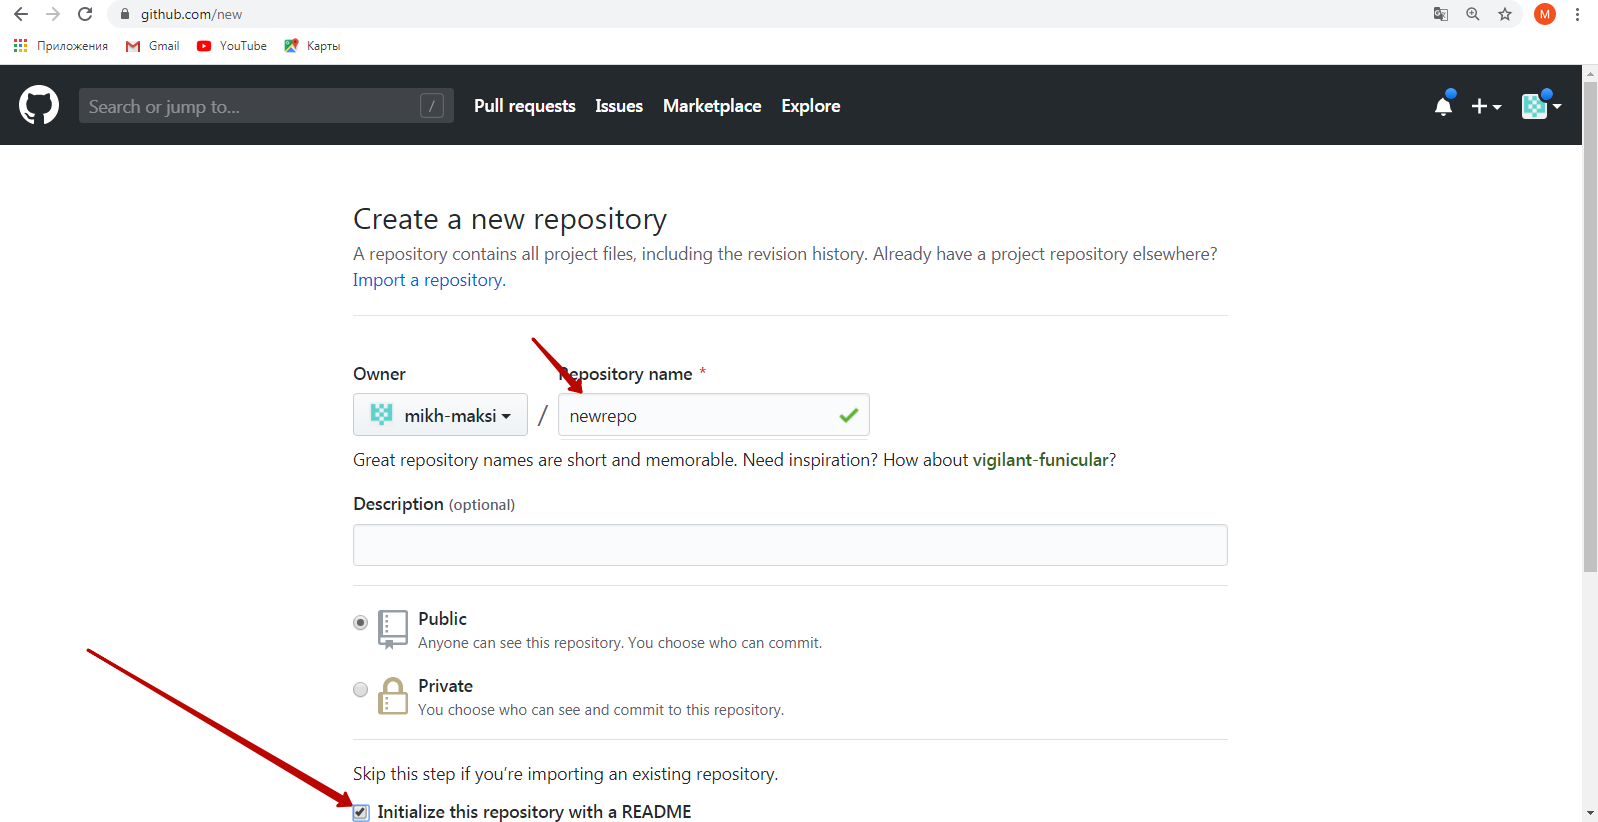 github.com/new
M
Приложения Gmail YouTube Карты
Search or jump to... / Pull requests Issues Marketplace Explore
Create a new repository
A repository contains all project files, including the revision history. Already have a project repository elsewhere?
Import a repository.
Owner Repository name *
mikh-maksi / newrepo
Great repository names are short and memorable. Need inspiration? How about vigilant-funicular?
Description (optional)
Public
Anyone can see this repository. You choose who can commit.
Private
You choose who can see and commit to this repository.
Skip this step if you’re importing an existing repository.
Initialize this repository with a README